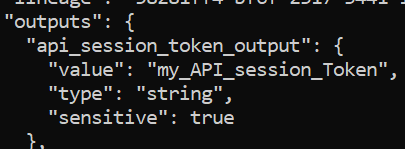 "outputs": {
"api_session_token_output": {
"value": "my_API_session_Token",
"type": "string",
"sensitive": true
},